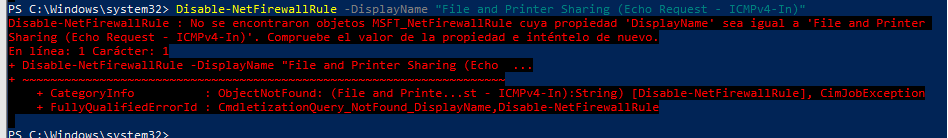 PS C:\Windows\system32> Disable-NetFirewallRule -DisplayName "File and Printer Sharing (Echo Request - ICMPv4-In)"
Disable-NetFirewallRule : No se encontraron objetos MSFT_NetFirewallRule cuya propiedad 'DisplayName' sea igual a 'File and Printer
Sharing (Echo Request - ICMPv4-In)'. Compruebe el valor de la propiedad e inténtelo de nuevo.
En línea: 1 Carácter: 1
+ Disable-NetFirewallRule -DisplayName "File and Printer Sharing (Echo  ...
+ ~~~~~~~~~~~~~~~~~~~~~~~~~~~~~~~~~~~~~~~~~~~~~~~~~~~~~~~~~~~~~~~~~~~~~
    + CategoryInfo          : ObjectNotFound: (File and Printe...st - ICMPv4-In):String) [Disable-NetFirewallRule], CimJobException
    + FullyQualifiedErrorId : CmdletizationQuery_NotFound_DisplayName,Disable-NetFirewallRule
PS C:\Windows\system32>